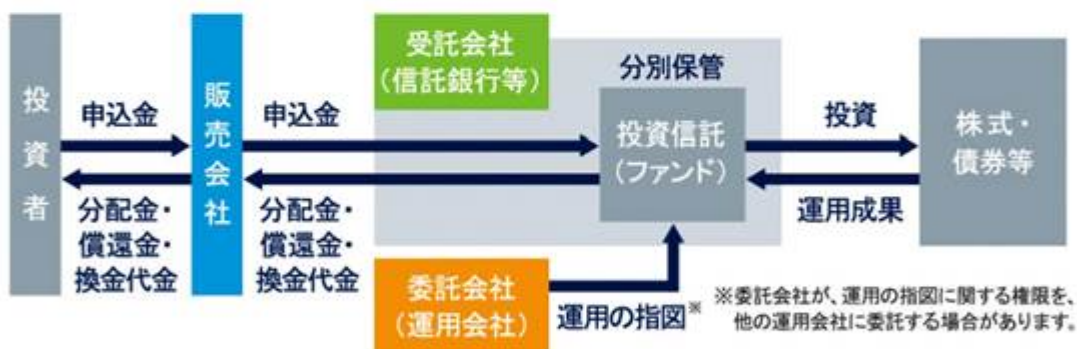 投資者
申込金
分配金・
償還金・
換金代金
販売会社
申込金
分配金・
償還金・
換金代金
受託会社
(信託銀行等)
分別保管
投資信託
(ファンド)
委託会社
(運用会社)
運用の指図※
投資
運用成果
株式・
債券等
※委託会社が、運用の指図に関する権限を、
他の運用会社に委託する場合があります。